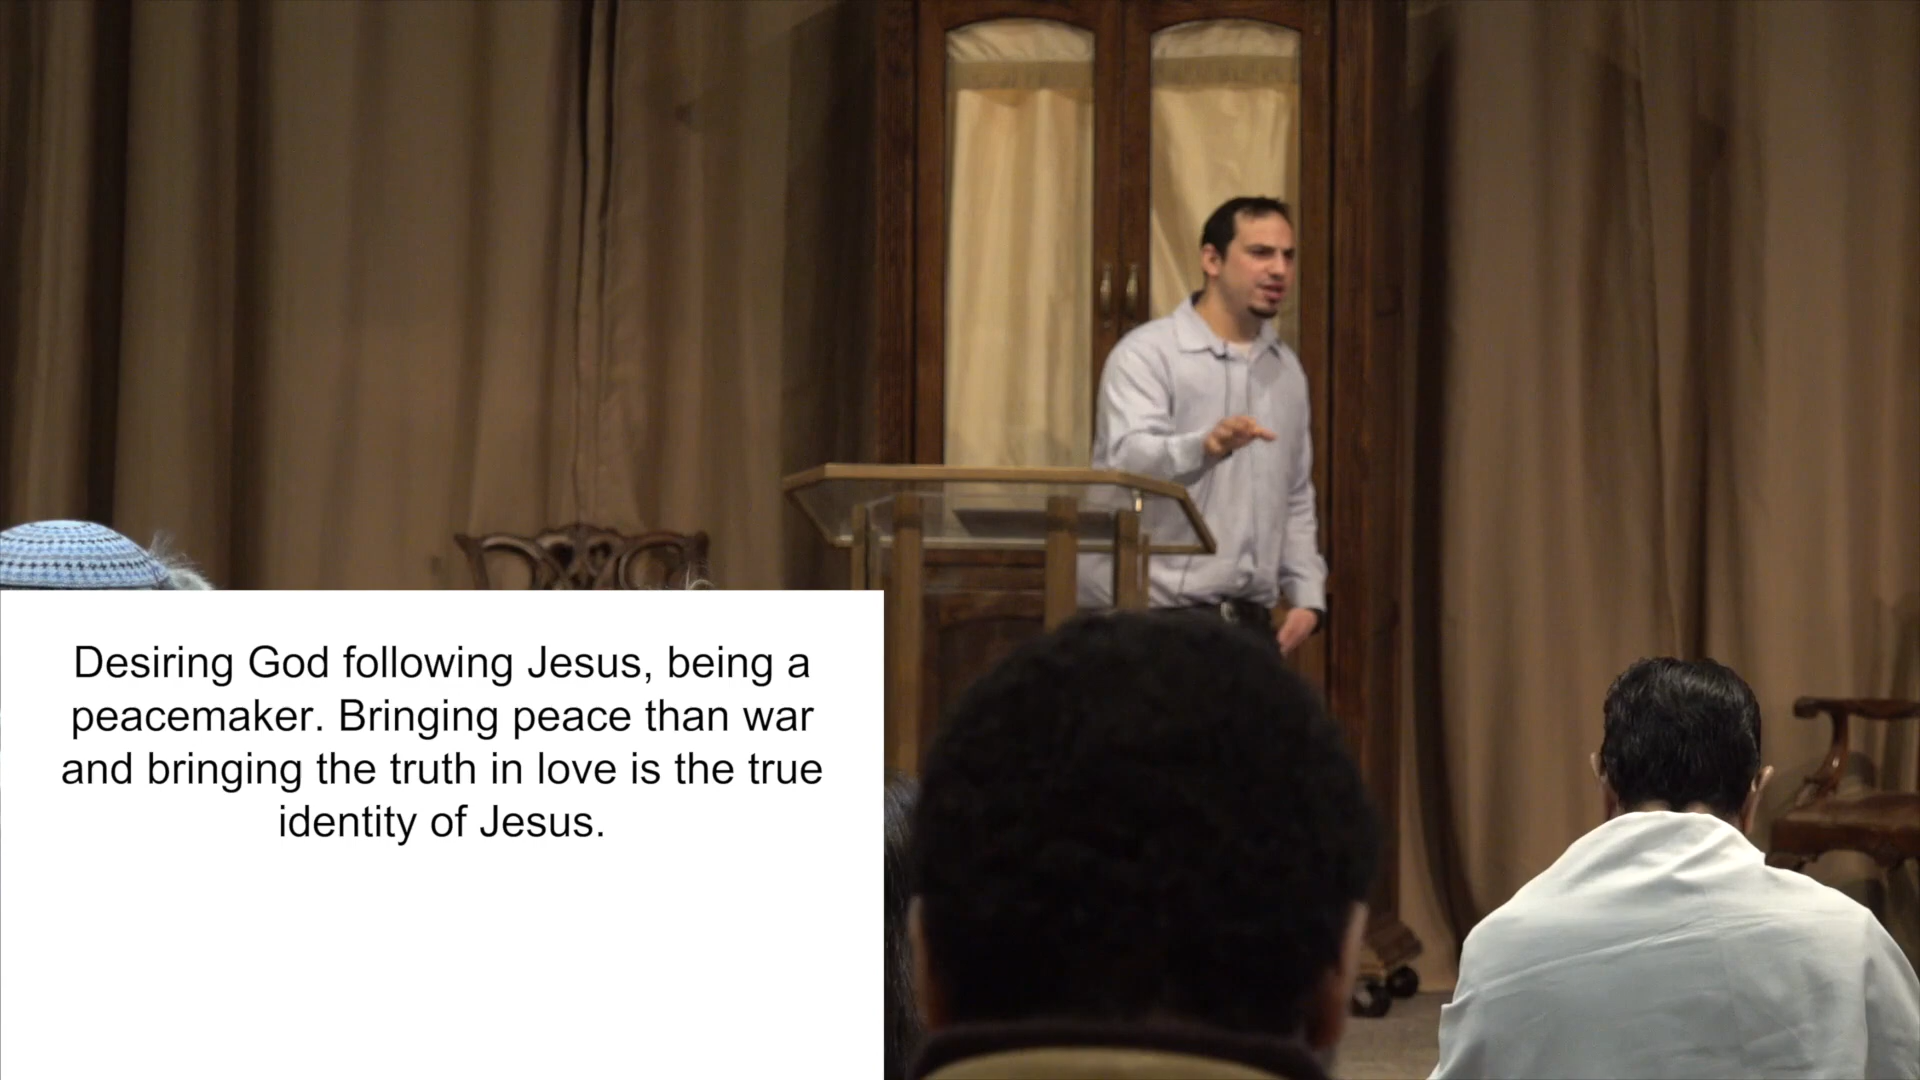 Desiring God following Jesus, being a
peacemaker. Bringing peace than war
and bringing the truth in love is the true
identity of Jesus.